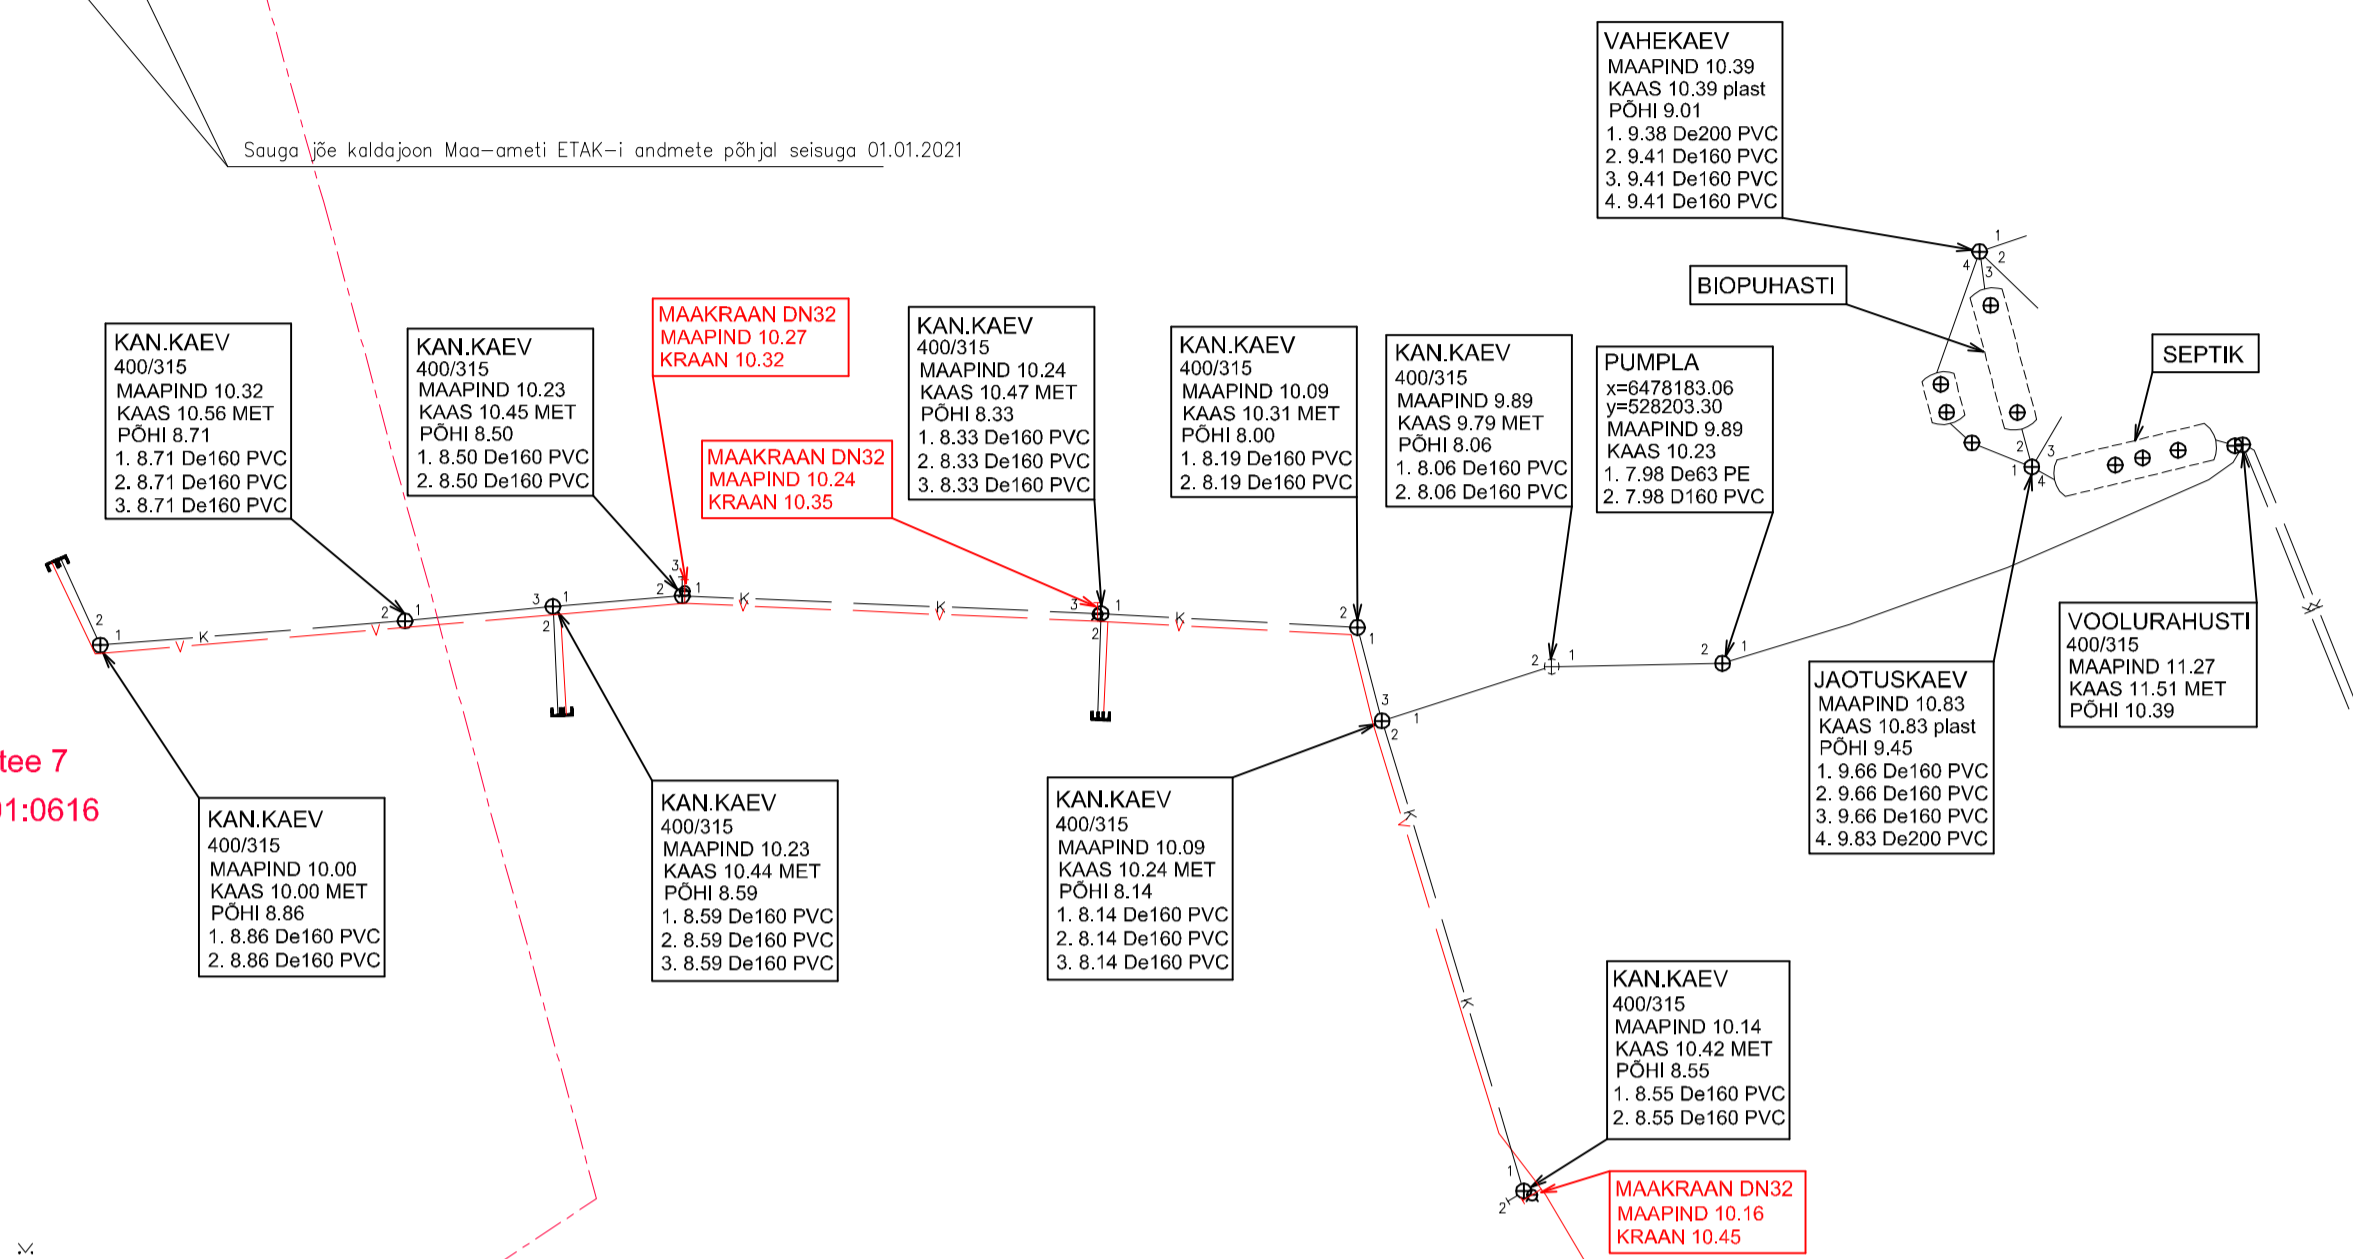 Sauga jõe kaldajoon Maa-ameti ETAK-i andmete põhjal seisuga 01.01.2021
VAHEKAEV
MAAPIND 10.39
KAAS 10.39 plast
PÕHI 9.01
1. 9.38 De200 PVC
2. 9.41 De160 PVC
3. 9.41 De160 PVC
4. 9.41 De160 PVC
BIOPUHASTI
SEPTIK
KAN.KAEV
400/315
MAAPIND 10.32
KAAS 10.56 MET
PÕHI 8.71
1. 8.71 De160 PVC
2. 8.71 De160 PVC
3. 8.71 De160 PVC
KAN.KAEV
400/315
MAAPIND 10.23
KAAS 10.45 MET
PÕHI 8.50
1. 8.50 De160 PVC
2. 8.50 De160 PVC
MAAKRAAN DN32
MAAPIND 10.27
KRAAN 10.32
MAAKRAAN DN32
MAAPIND 10.24
KRAAN 10.35
KAN.KAEV
400/315
MAAPIND 10.24
KAAS 10.47 MET
PÕHI 8.33
1. 8.33 De160 PVC
2. 8.33 De160 PVC
3. 8.33 De160 PVC
KAN.KAEV
400/315
MAAPIND 10.09
KAAS 10.31 MET
PÕHI 8.00
1. 8.19 De160 PVC
2. 8.19 De160 PVC
KAN.KAEV
400/315
MAAPIND 9.89
KAAS 9.79 MET
PÕHI 8.06
1. 8.06 De160 PVC
2. 8.06 De160 PVC
PUMPLA
x=6478183.06
y=528203.30
MAAPIND 9.89
KAAS 10.23
1. 7.98 De63 PE
2. 7.98 D160 PVC
VOOLURAHUSTI
400/315
MAAPIND 11.27
KAAS 11.51 MET
PÕHI 10.39
JAOTUSKAEV
MAAPIND 10.83
KAAS 10.83 plast
PÕHI 9.45
1. 9.66 De160 PVC
2. 9.66 De160 PVC
3. 9.66 De160 PVC
4. 9.83 De200 PVC
tee 7
01:0616
KAN.KAEV
400/315
MAAPIND 10.00
KAAS 10.00 MET
PÕHI 8.86
1. 8.86 De160 PVC
2. 8.86 De160 PVC
KAN.KAEV
400/315
MAAPIND 10.23
KAAS 10.44 MET
PÕHI 8.59
1. 8.59 De160 PVC
2. 8.59 De160 PVC
3. 8.59 De160 PVC
KAN.KAEV
400/315
MAAPIND 10.09
KAAS 10.24 MET
PÕHI 8.14
1. 8.14 De160 PVC
2. 8.14 De160 PVC
3. 8.14 De160 PVC
KAN.KAEV
400/315
MAAPIND 10.14
KAAS 10.42 MET
PÕHI 8.55
1. 8.55 De160 PVC
2. 8.55 De160 PVC
MAAKRAAN DN32
MAAPIND 10.16
KRAAN 10.45